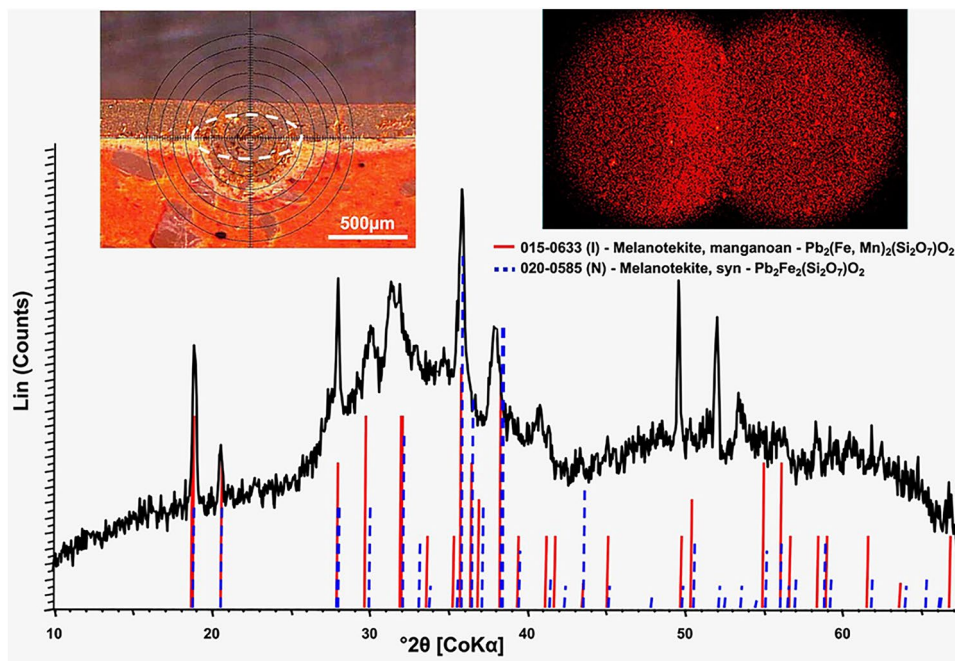 500μm
015-0633 (I) - Melanotekite, manganoan - Pb₂(Fe, Mn)₂(Si₂O₇)O₂
020-0585 (N) - Melanotekite, syn - Pb₂Fe₂(Si₂O₇)O₂
Lin (Counts)
10 20 30 40 50 60
°2θ [CoKα]